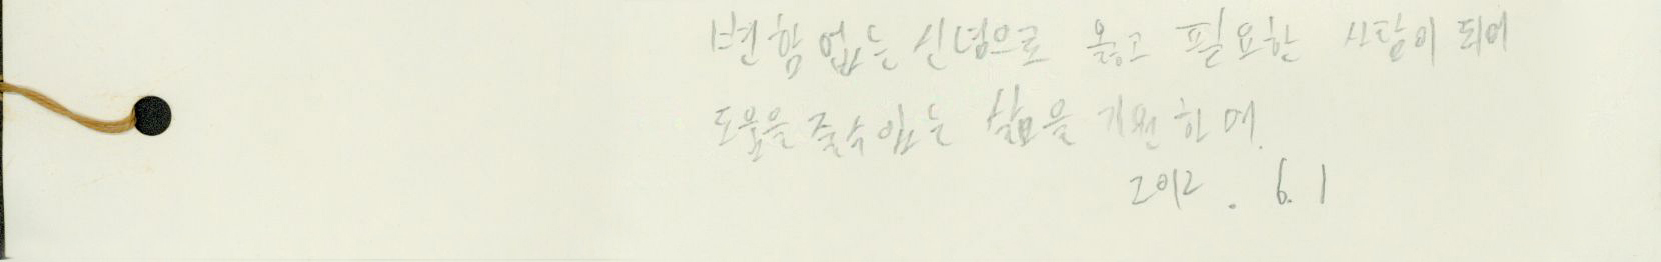 변함 없는 신념으로 옳고 필요한 사람이 되어
도움을 줄수 있는 삶을 기원하며.
2012. 6. 1